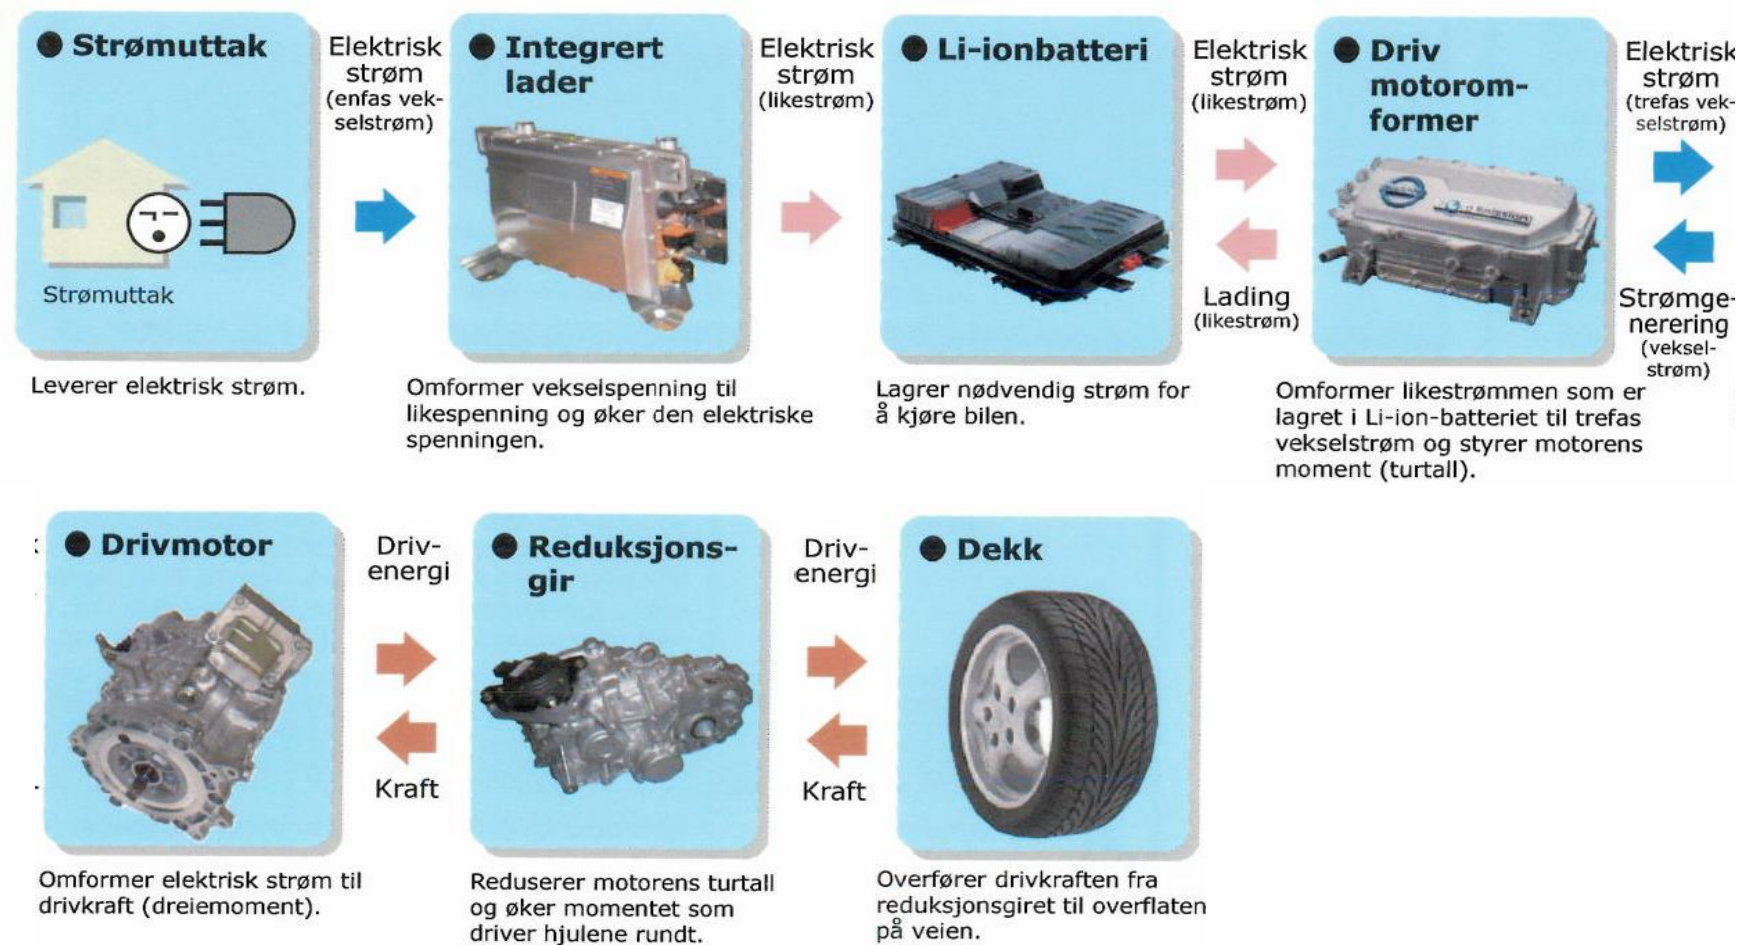 Strømuttak
Strømuttak
Leverer elektrisk strøm.
Elektrisk
strøm
(enfas vek-
selstrøm)
Integrert
lader
Omformer vekselspenning til
likespenning og øker den elektriske
spenningen.
Elektrisk
strøm
(likestrøm)
Li-ionbatteri
Lagrer nødvendig strøm for
å kjøre bilen.
Elektrisk
strøm
(likestrøm)
Lading
(likestrøm)
Driv
motorom-
former
Omformer likestrømmen som er
lagret i Li-ion-batteriet til trefas
vekselstrøm og styrer motorens
moment (turtall).
Elektrisk
strøm
(trefas vek-
selstrøm)
Strømge-
nerering
(veksel-
strøm)
Drivmotor
Omformer elektrisk strøm til
drivkraft (dreiemoment).
Driv-
energi
Kraft
Reduksjons-
gir
Reduserer motorens turtall
og øker momentet som
driver hjulene rundt.
Driv-
energi
Kraft
Dekk
Overfører drivkraften fra
reduksjonsgiret til overflaten
på veien.